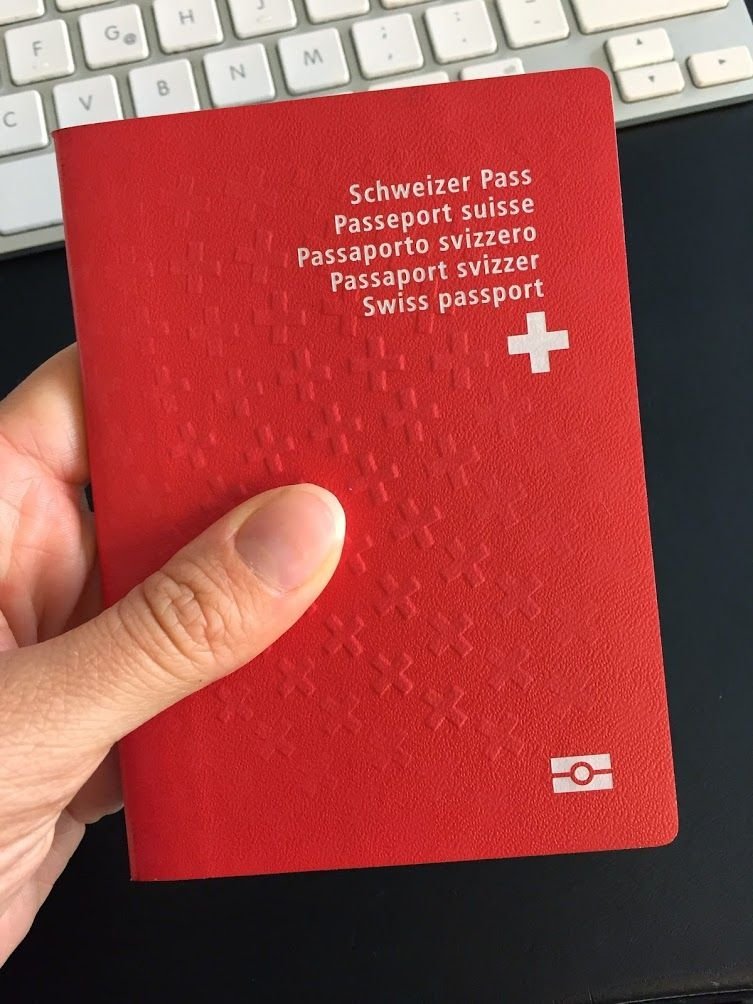 F G @ H J K L
C V B N M ; :
Schweizer Pass
Passeport suisse
Passaporto svizzero
Passaport svizzer
Swiss passport